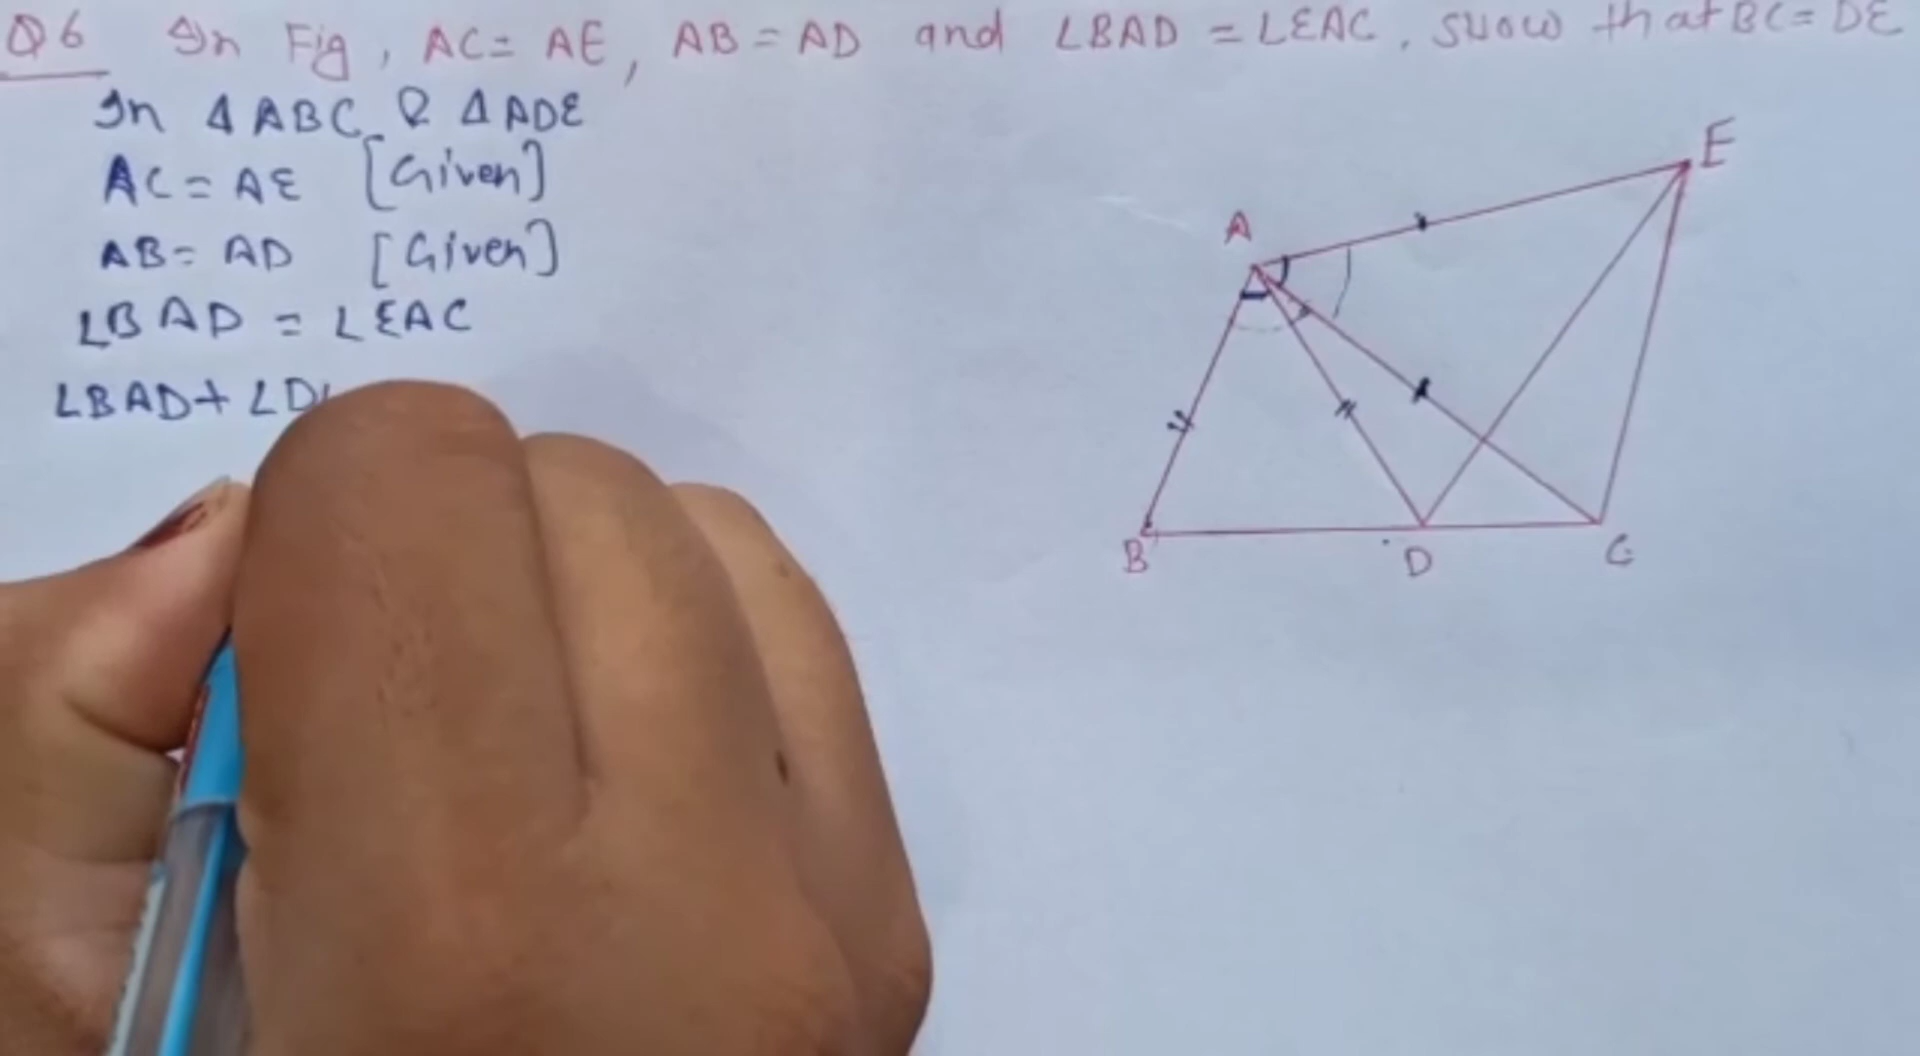 Q6 In Fig, AC = AE, AB = AD and ∠BAD = ∠EAC, show that BC = DE
In Δ ABC & Δ ADE
AC = AE [Given]
AB = AD [Given]
∠BAD = ∠EAC
∠BAD + ∠D
E
A
B
D
C